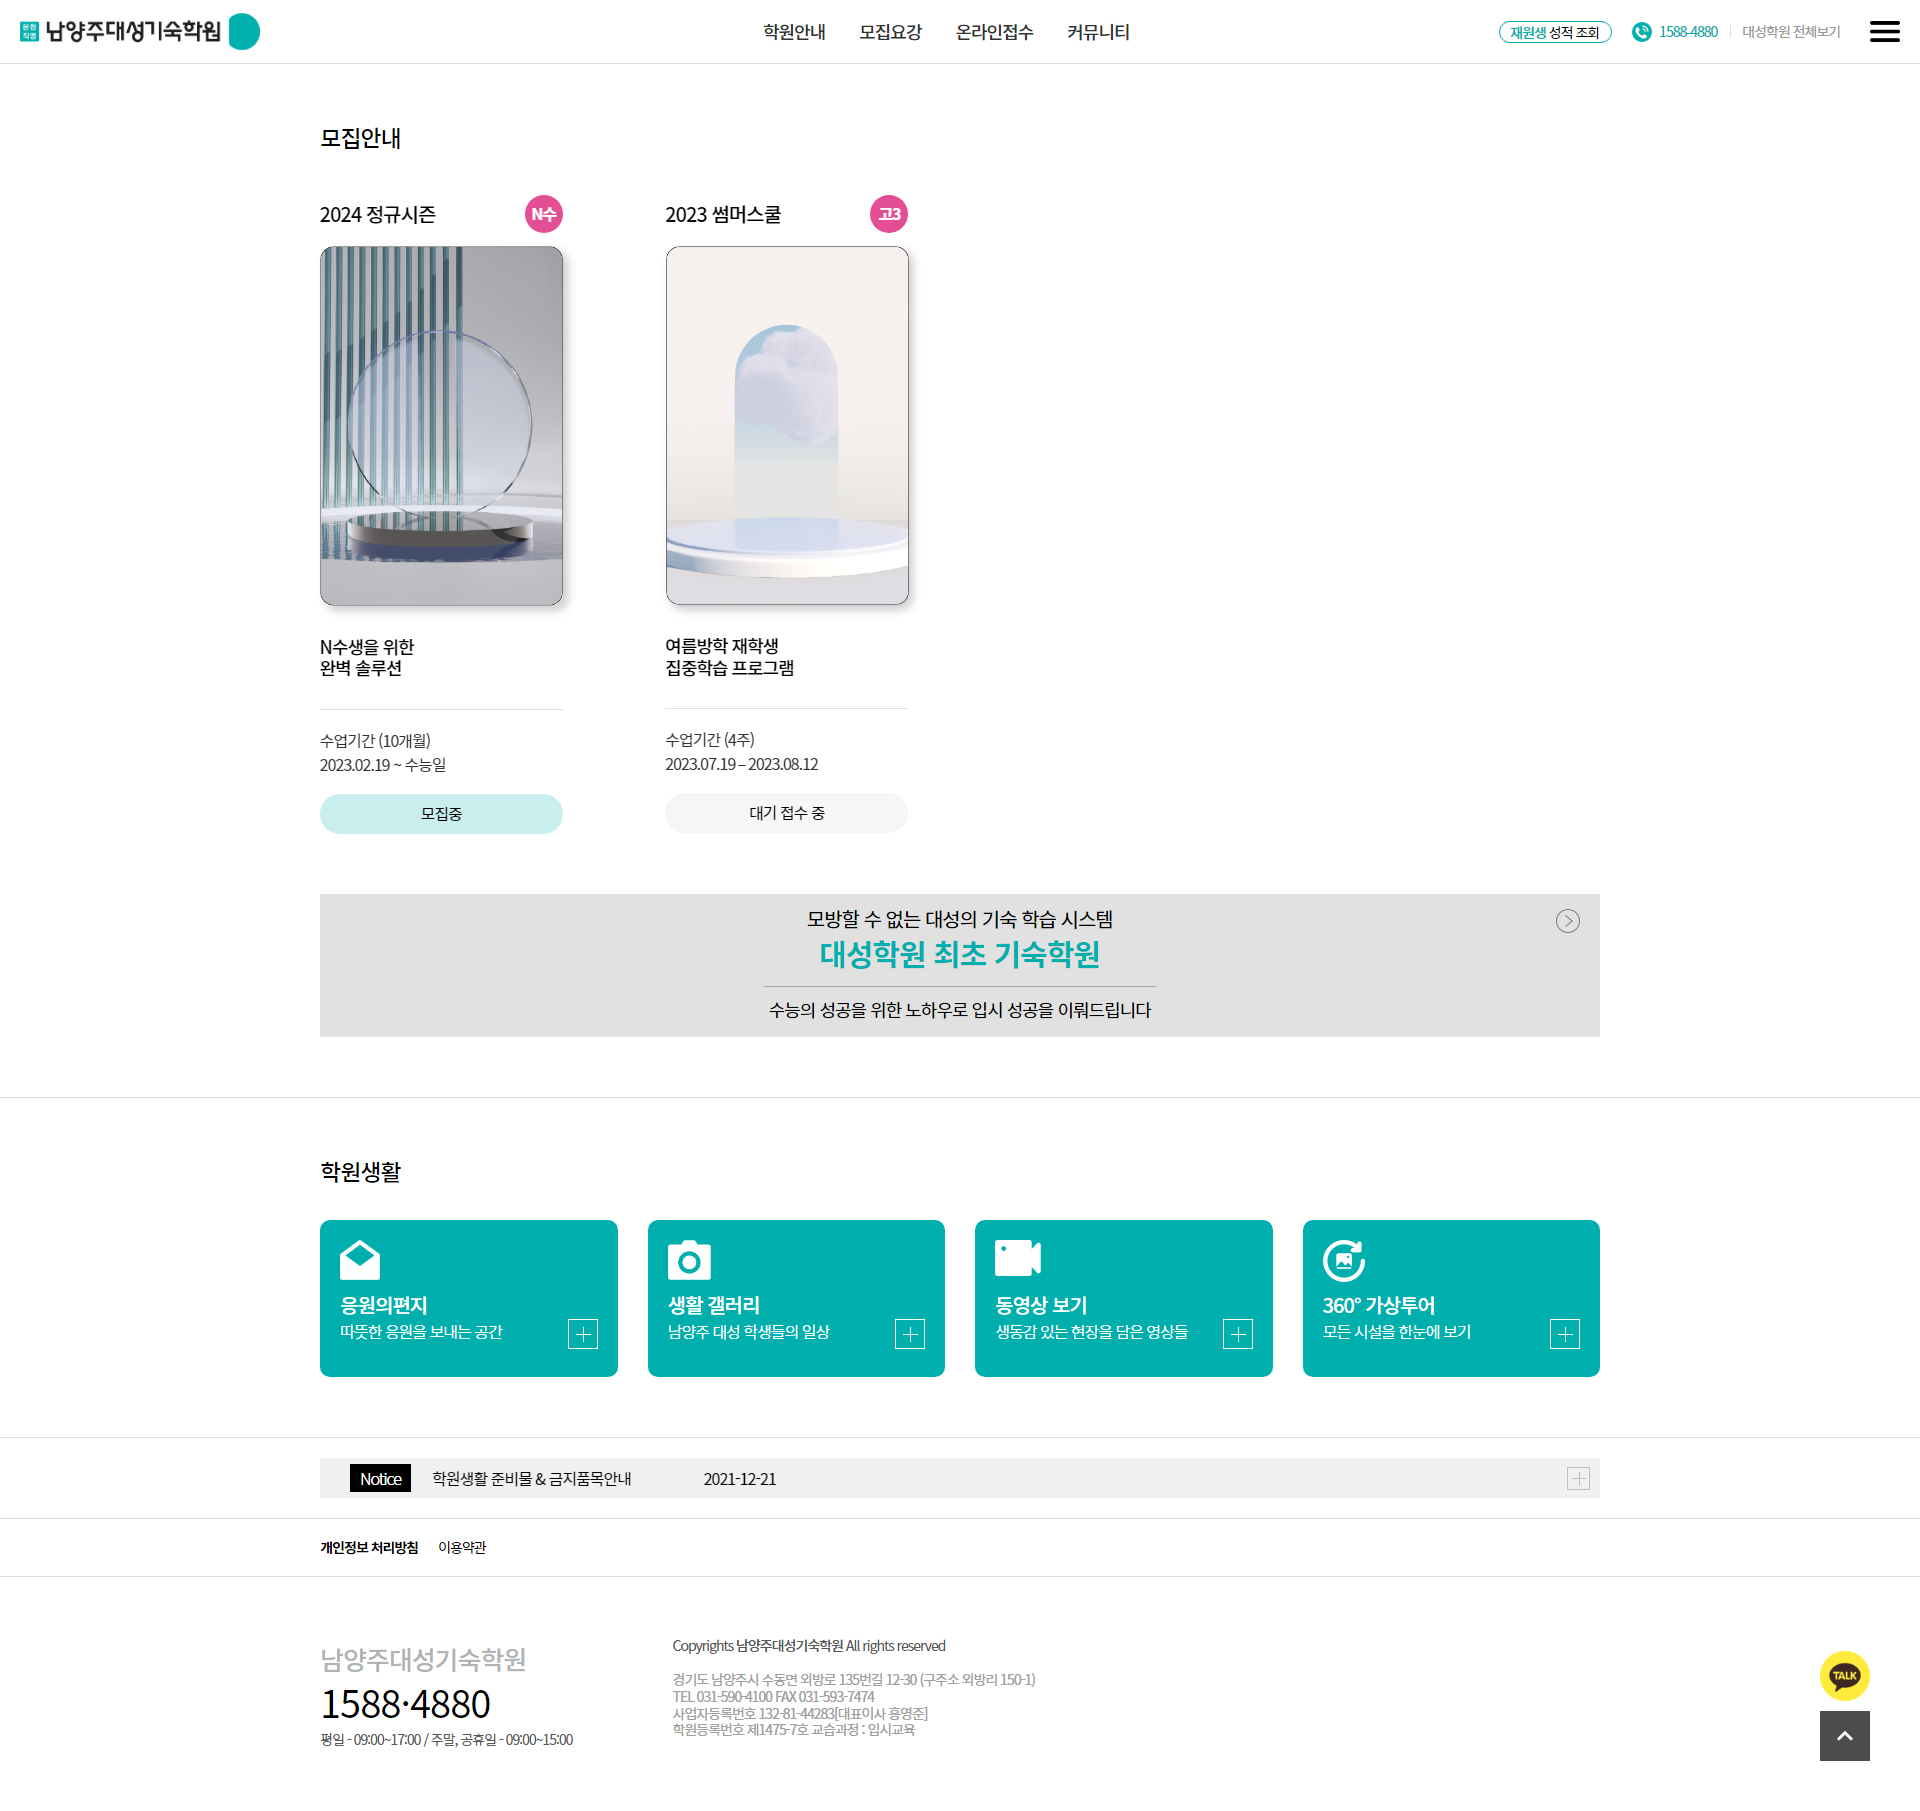 본원
직영
남양주대성기숙학원
학원안내
모집요강
온라인접수
커뮤니티
재원생 성적 조회
1588-4880
대성학원 전체보기
모집안내
2024 정규시즌
N수
2023 썸머스쿨
고3
N수생을 위한
완벽 솔루션
수업기간 (10개월)
2023.02.19 ~ 수능일
모집중
여름방학 재학생
집중학습 프로그램
수업기간 (4주)
2023.07.19 – 2023.08.12
대기 접수 중
모방할 수 없는 대성의 기숙 학습 시스템
대성학원 최초 기숙학원
수능의 성공을 위한 노하우로 입시 성공을 이뤄드립니다
학원생활
응원의편지
따뜻한 응원을 보내는 공간
생활 갤러리
남양주 대성 학생들의 일상
동영상 보기
생동감 있는 현장을 담은 영상들
360° 가상투어
모든 시설을 한눈에 보기
Notice
학원생활 준비물 & 금지품목안내
2021-12-21
개인정보 처리방침
이용약관
남양주대성기숙학원
1588·4880
평일 - 09:00~17:00 / 주말, 공휴일 - 09:00~15:00
Copyrights 남양주대성기숙학원 All rights reserved
경기도 남양주시 수동면 외방로 135번길 12-30 (구주소 외방리 150-1)
TEL 031-590-4100 FAX 031-593-7474
사업자등록번호 132-81-44283[대표이사 홍영준]
학원등록번호 제1475-7호 교습과정 : 입시교육
TALK